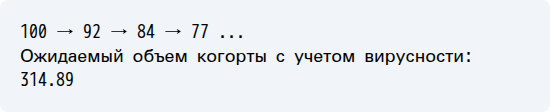 100 → 92 → 84 → 77 ...
Ожидаемый объем когорты с учетом вирусности:
314.89